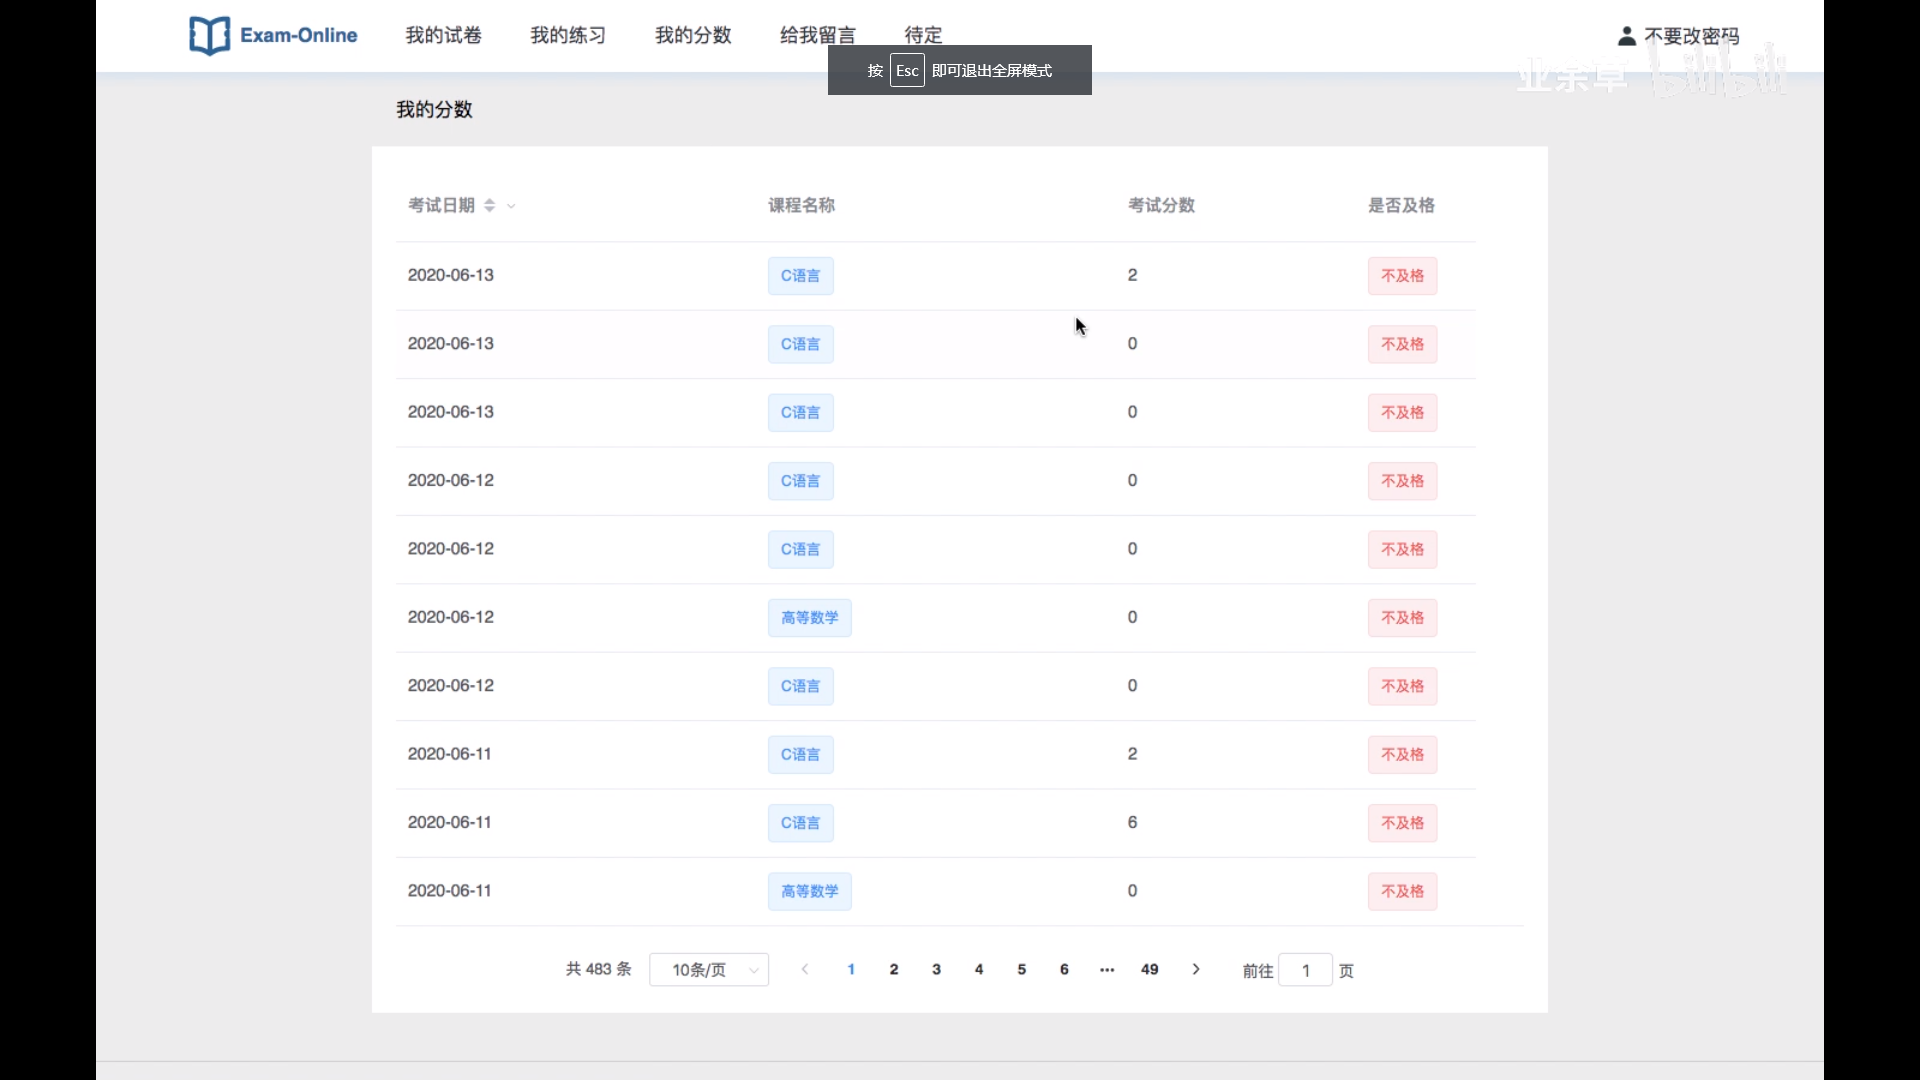 Exam-Online 我的试卷 我的练习 我的分数 给我留言 待定 不要改密码
按 Esc 即可退出全屏模式
业余草 bilibili
我的分数
考试日期 课程名称 考试分数 是否及格
2020-06-13 C语言 2 不及格
2020-06-13 C语言 0 不及格
2020-06-13 C语言 0 不及格
2020-06-12 C语言 0 不及格
2020-06-12 C语言 0 不及格
2020-06-12 高等数学 0 不及格
2020-06-12 C语言 0 不及格
2020-06-11 C语言 2 不及格
2020-06-11 C语言 6 不及格
2020-06-11 高等数学 0 不及格
共 483 条 10条/页 1 2 3 4 5 6 ··· 49 前往 1 页